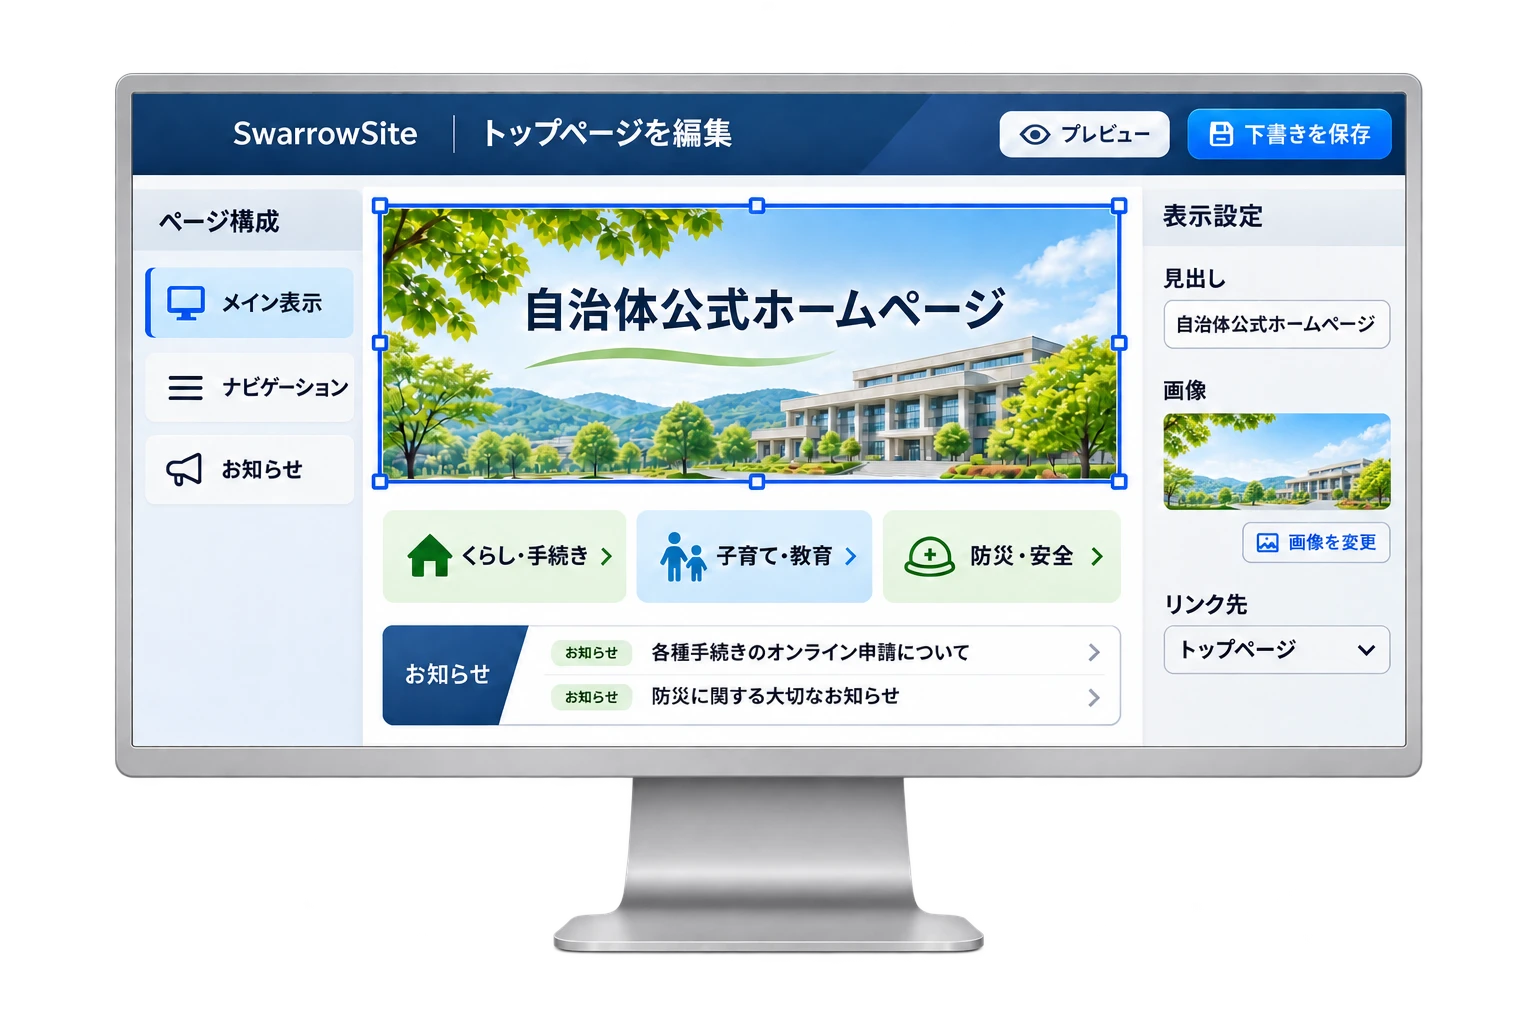 SwarrowSite
トップページを編集
プレビュー
下書きを保存
ページ構成
メイン表示
ナビゲーション
お知らせ
自治体公式ホームページ
くらし・手続き
子育て・教育
防災・安全
お知らせ
お知らせ 各種手続きのオンライン申請について
お知らせ 防災に関する大切なお知らせ
表示設定
見出し
自治体公式ホームページ
画像
画像を変更
リンク先
トップページ